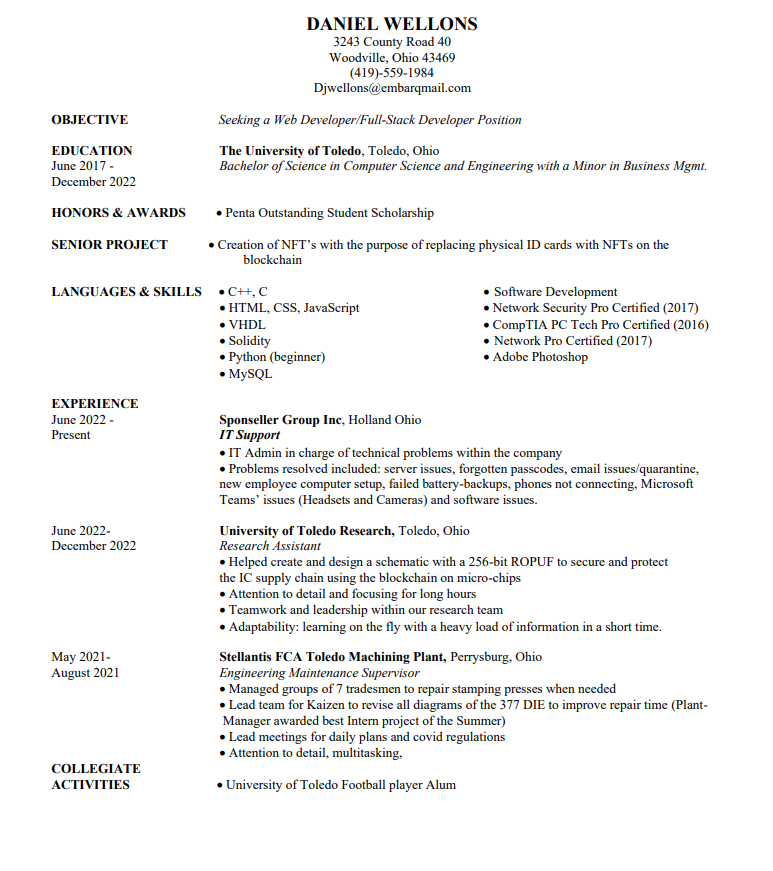 DANIEL WELLONS
3243 County Road 40
Woodville, Ohio 43469
(419)-559-1984
Djwellons@embarqmail.com
OBJECTIVE Seeking a Web Developer/Full-Stack Developer Position
EDUCATION The University of Toledo, Toledo, Ohio
June 2017 - Bachelor of Science in Computer Science and Engineering with a Minor in Business Mgmt.
December 2022
HONORS & AWARDS • Penta Outstanding Student Scholarship
SENIOR PROJECT • Creation of NFT's with the purpose of replacing physical ID cards with NFTs on the
blockchain
LANGUAGES & SKILLS • C++, C • Software Development
• HTML, CSS, JavaScript • Network Security Pro Certified (2017)
• VHDL • CompTIA PC Tech Pro Certified (2016)
• Solidity • Network Pro Certified (2017)
• Python (beginner) • Adobe Photoshop
• MySQL
EXPERIENCE
June 2022 - Sponseller Group Inc, Holland Ohio
Present IT Support
• IT Admin in charge of technical problems within the company
• Problems resolved included: server issues, forgotten passcodes, email issues/quarantine,
new employee computer setup, failed battery-backups, phones not connecting, Microsoft
Teams' issues (Headsets and Cameras) and software issues.
June 2022- University of Toledo Research, Toledo, Ohio
December 2022 Research Assistant
• Helped create and design a schematic with a 256-bit ROPUF to secure and protect
the IC supply chain using the blockchain on micro-chips
• Attention to detail and focusing for long hours
• Teamwork and leadership within our research team
• Adaptability: learning on the fly with a heavy load of information in a short time.
May 2021- Stellantis FCA Toledo Machining Plant, Perrysburg, Ohio
August 2021 Engineering Maintenance Supervisor
• Managed groups of 7 tradesmen to repair stamping presses when needed
• Lead team for Kaizen to revise all diagrams of the 377 DIE to improve repair time (Plant-
Manager awarded best Intern project of the Summer)
• Lead meetings for daily plans and covid regulations
• Attention to detail, multitasking,
COLLEGIATE
ACTIVITIES • University of Toledo Football player Alum